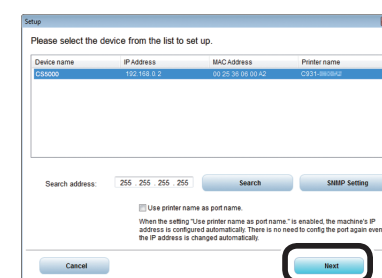 Setup
Please select the device from the list to set up.
Device name IP Address MAC Address Printer name
CS5000 192.168.0.2 00 25 36 06 00 A2
Search address: 255 . 255 . 255 . 255 Search SNMP Setting
Use printer name as port name.
When the setting "Use printer name as port name." is enabled, the machine's IP
address is configured automatically. There is no need to config the port again even
the IP address is changed automatically.
Cancel Next